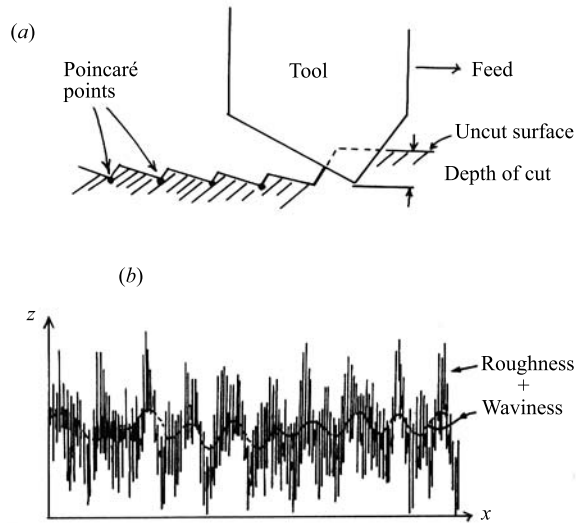 (a)
Poincaré
points
Tool
Feed
Uncut surface
Depth of cut
(b)
z
Roughness
+
Waviness
x